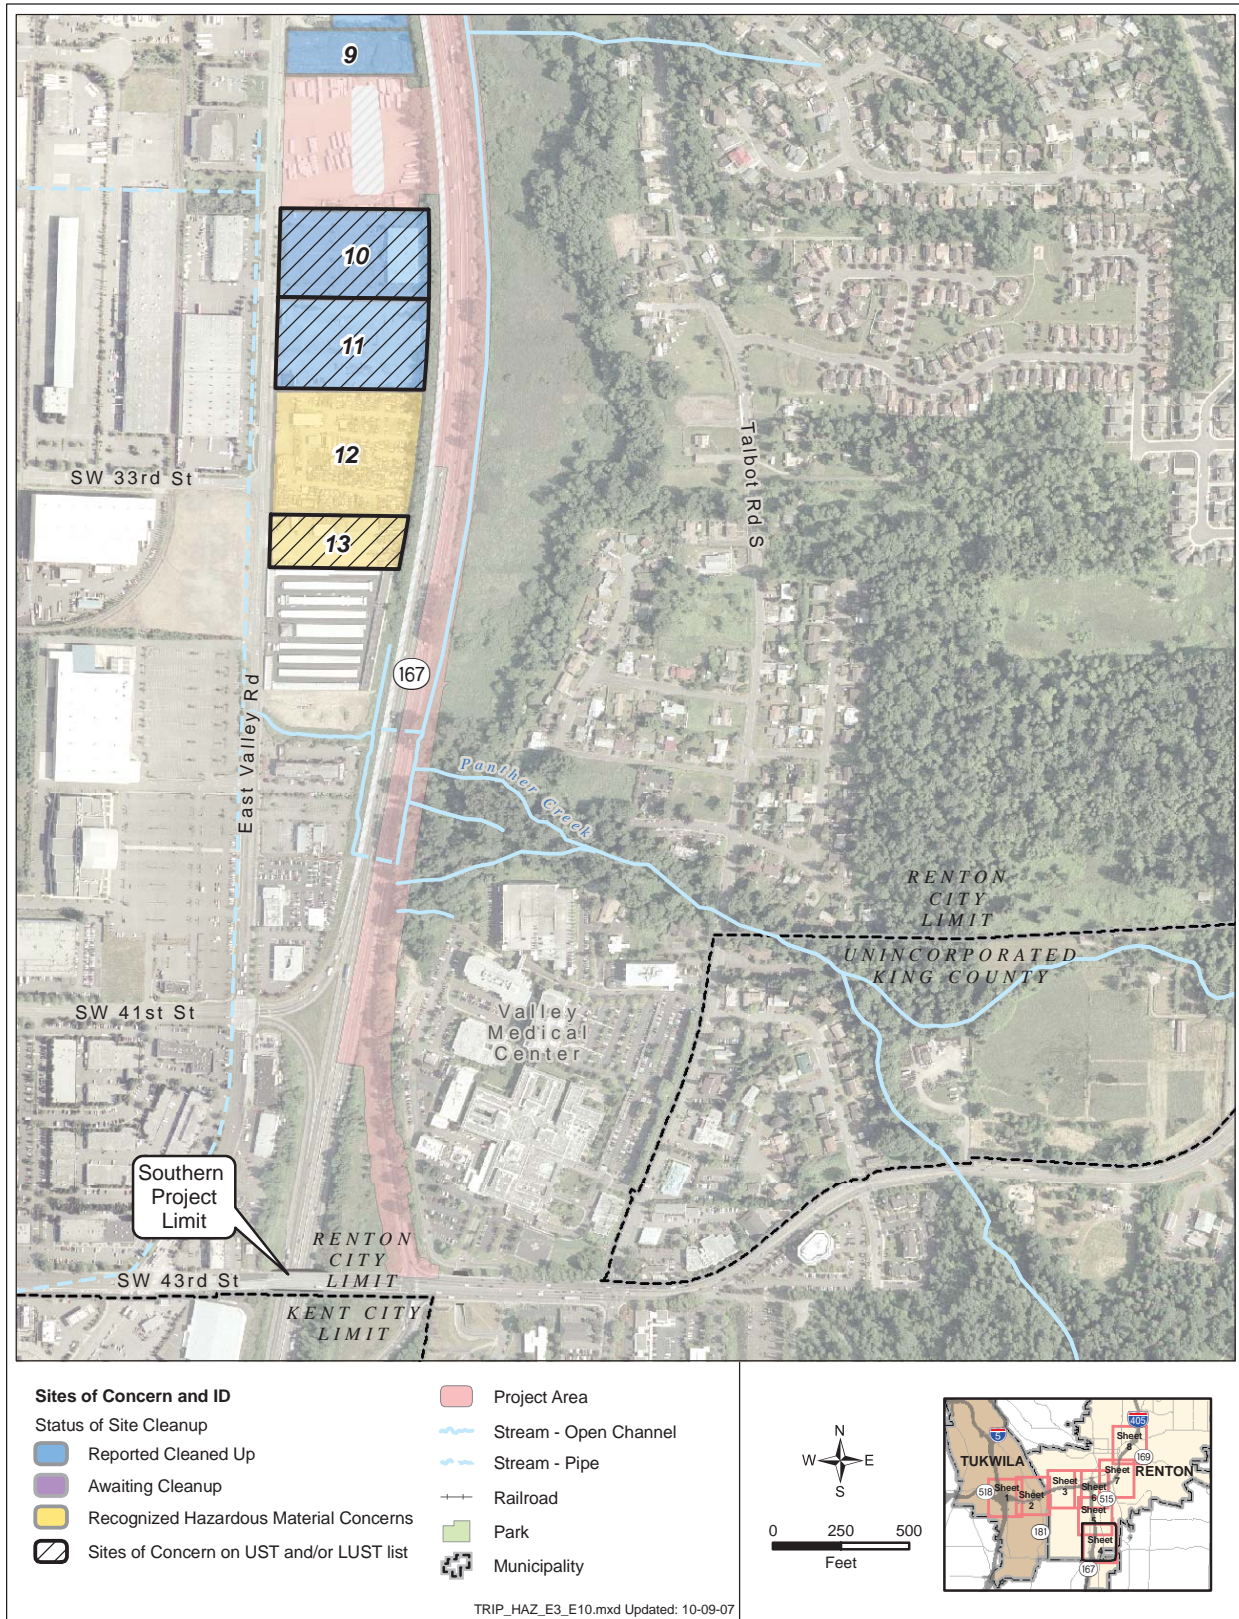 9
10
11
12
SW 33rd St
13
Talbot Rd S
167
East Valley Rd
Panther Creek
RENTON
CITY
LIMIT
UNINCORPORATED
KING COUNTY
SW 41st St
Valley
Medical
Center
Southern
Project
Limit
RENTON
CITY
LIMIT
SW 43rd St
KENT CITY
LIMIT
Sites of Concern and ID
Status of Site Cleanup
Reported Cleaned Up
Awaiting Cleanup
Recognized Hazardous Material Concerns
Sites of Concern on UST and/or LUST list
Project Area
Stream - Open Channel
Stream - Pipe
Railroad
Park
Municipality
N
W E
S
0 250 500
Feet
405
5
Sheet
8
169
TUKWILA
Sheet
7
RENTON
Sheet
3
518
Sheet
1
Sheet
2
Sheet
6
515
Sheet
5
181
Sheet
4
167
TRIP_HAZ_E3_E10.mxd Updated: 10-09-07